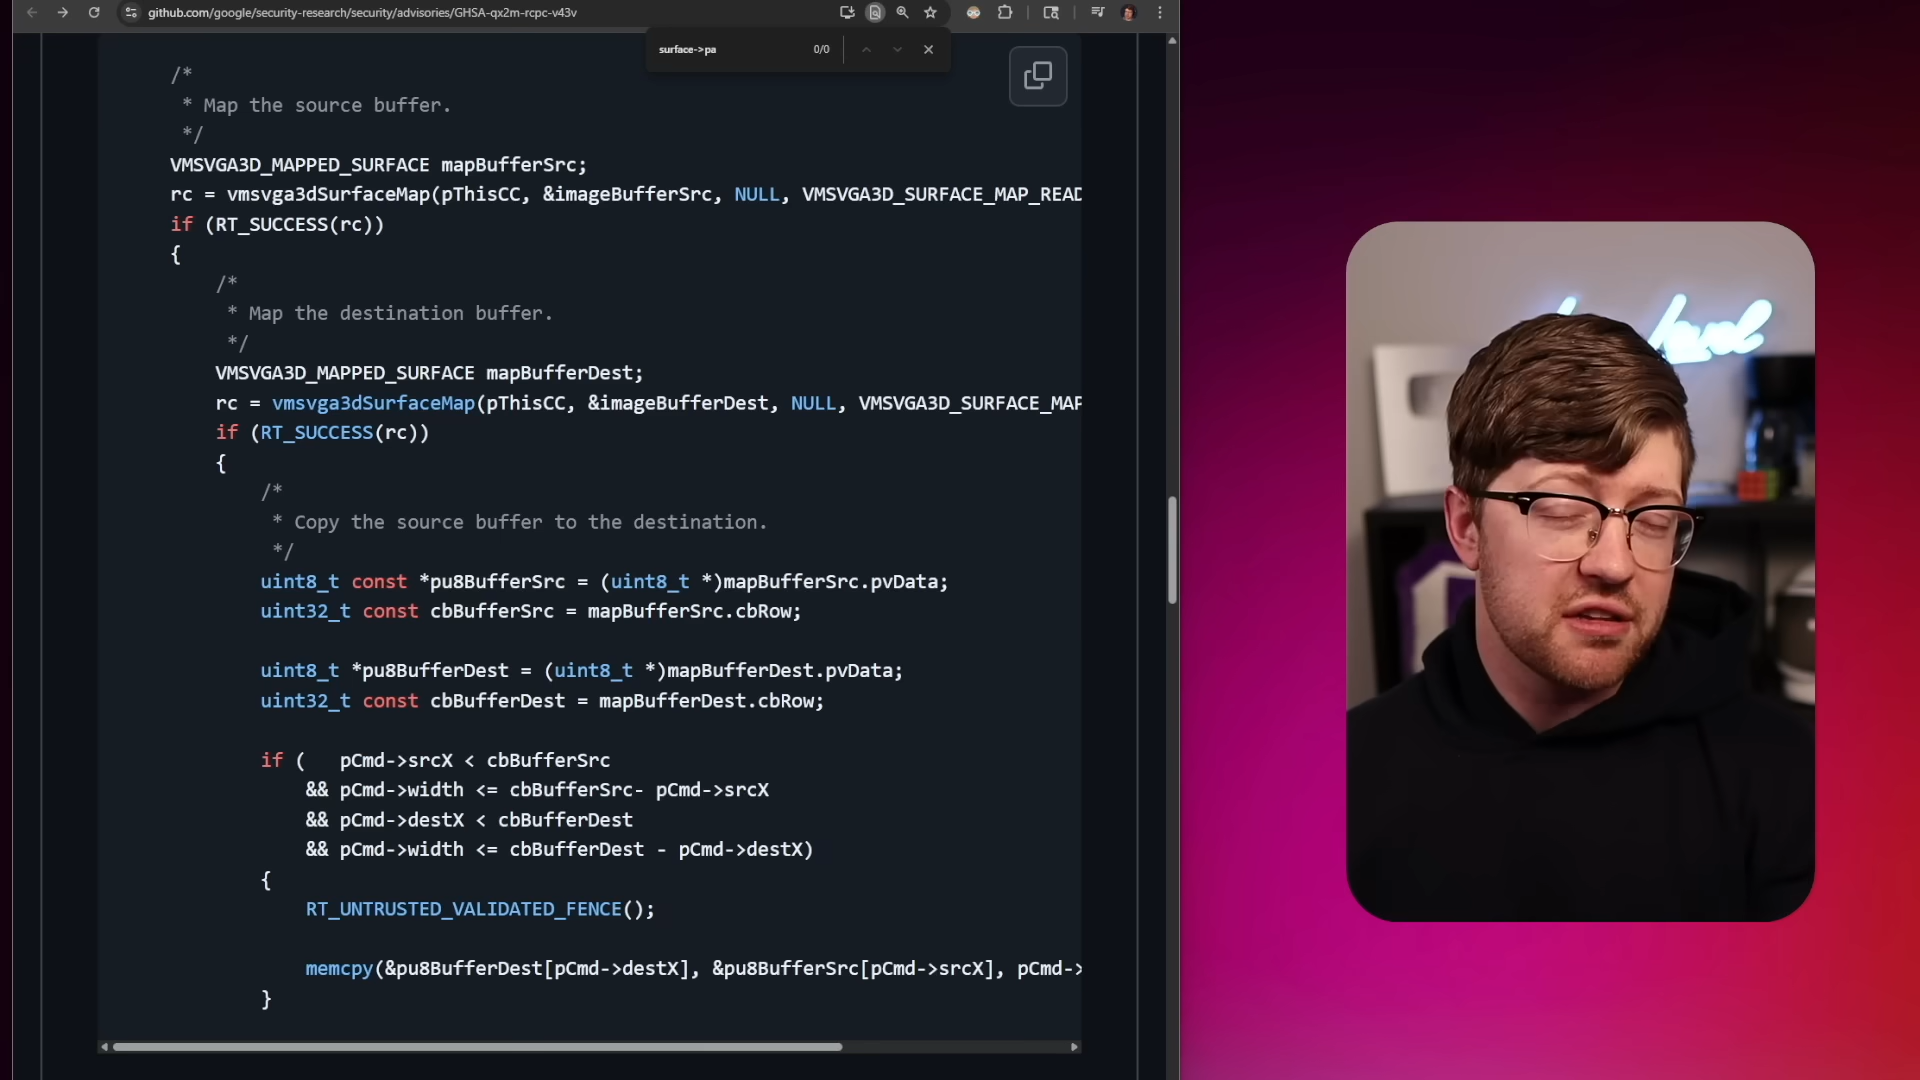 github.com/google/security-research/security/advisories/GHSA-qx2m-rcpc-v43v
surface->pa
0/0
/*
* Map the source buffer.
*/
VMSVGA3D_MAPPED_SURFACE mapBufferSrc;
rc = vmsvga3dSurfaceMap(pThisCC, &imageBufferSrc, NULL, VMSVGA3D_SURFACE_MAP_READ
if (RT_SUCCESS(rc))
{
/*
* Map the destination buffer.
*/
VMSVGA3D_MAPPED_SURFACE mapBufferDest;
rc = vmsvga3dSurfaceMap(pThisCC, &imageBufferDest, NULL, VMSVGA3D_SURFACE_MAP
if (RT_SUCCESS(rc))
{
/*
* Copy the source buffer to the destination.
*/
uint8_t const *pu8BufferSrc = (uint8_t *)mapBufferSrc.pvData;
uint32_t const cbBufferSrc = mapBufferSrc.cbRow;
uint8_t *pu8BufferDest = (uint8_t *)mapBufferDest.pvData;
uint32_t const cbBufferDest = mapBufferDest.cbRow;
if (   pCmd->srcX < cbBufferSrc
&& pCmd->width <= cbBufferSrc- pCmd->srcX
&& pCmd->destX < cbBufferDest
&& pCmd->width <= cbBufferDest - pCmd->destX)
{
RT_UNTRUSTED_VALIDATED_FENCE();
memcpy(&pu8BufferDest[pCmd->destX], &pu8BufferSrc[pCmd->srcX], pCmd->
}
level